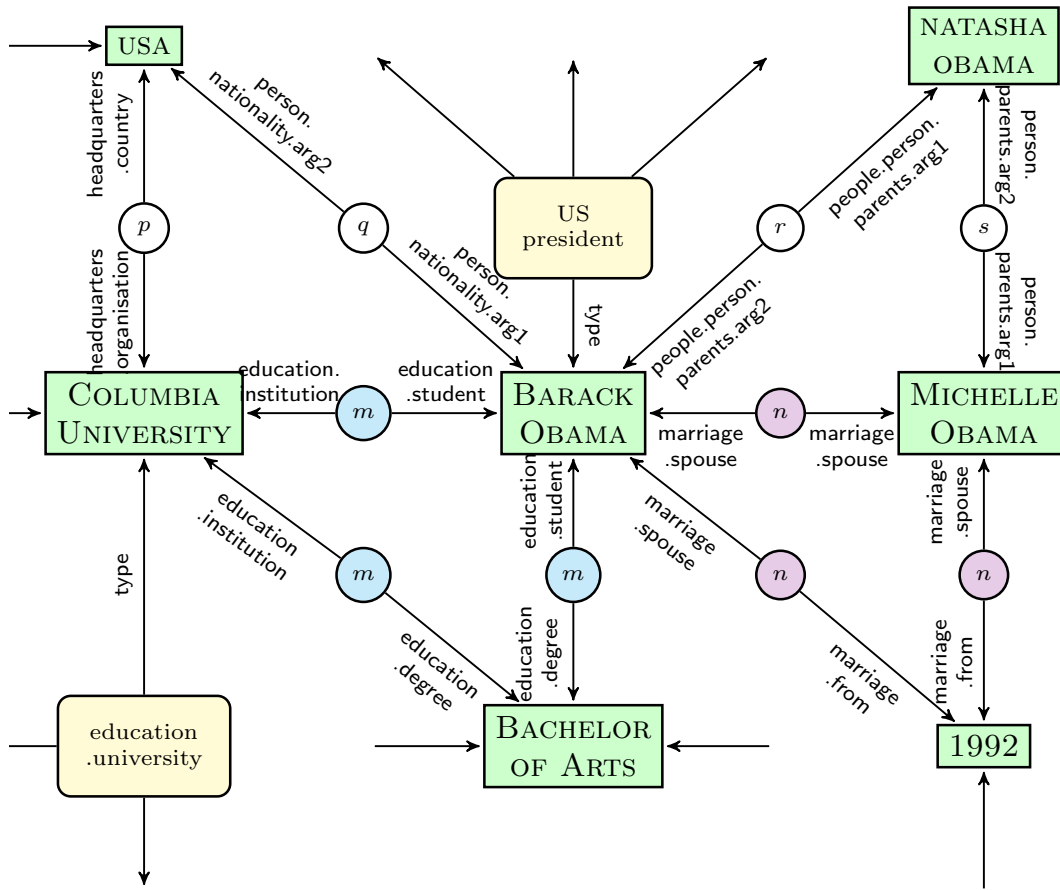 USA
NATASHA
OBAMA
headquarters
.country
person.
nationality.arg2
people.person.
parents.arg1
person.
parents.arg2
p
q
US
president
r
s
headquarters
.organisation
person.
nationality.arg1
type
people.person.
parents.arg2
person.
parents.arg1
COLUMBIA
UNIVERSITY
education.
institution
m
education
.student
BARACK
OBAMA
marriage
.spouse
n
marriage
.spouse
MICHELLE
OBAMA
type
education
.institution
m
education
.student
m
marriage
.spouse
n
marriage
.spouse
n
education
.degree
education
.degree
marriage
.from
marriage
.from
education
.university
BACHELOR
OF ARTS
1992